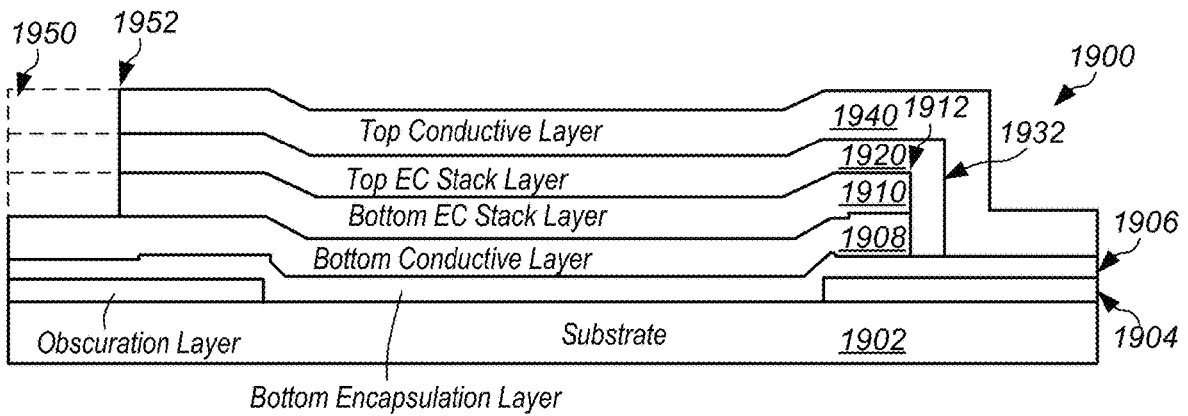 1950
1952
1900
1940
1912
1932
Top Conductive Layer
1920
Top EC Stack Layer
1910
Bottom EC Stack Layer
1908
1906
Bottom Conductive Layer
Obscuration Layer
Substrate
1902
1904
Bottom Encapsulation Layer